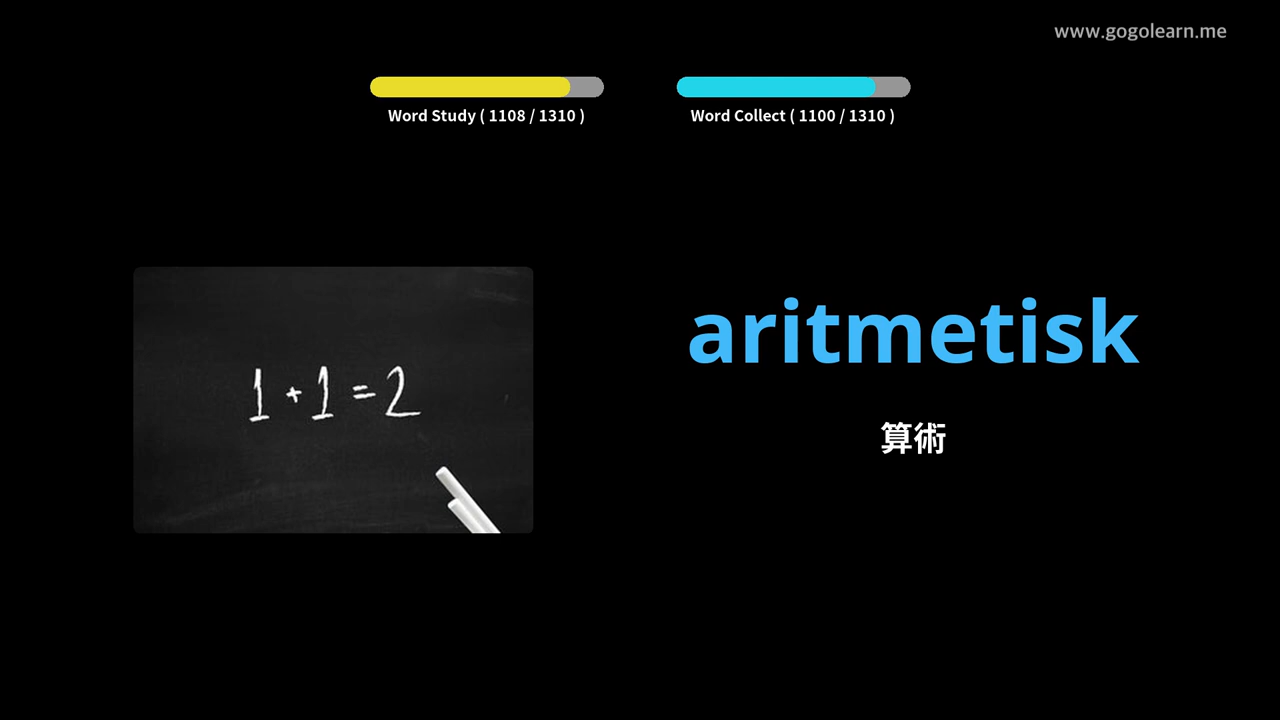 www.gogolearn.me
Word Study ( 1108 / 1310 )
Word Collect ( 1100 / 1310 )
1 + 1 = 2
aritmetisk
算術